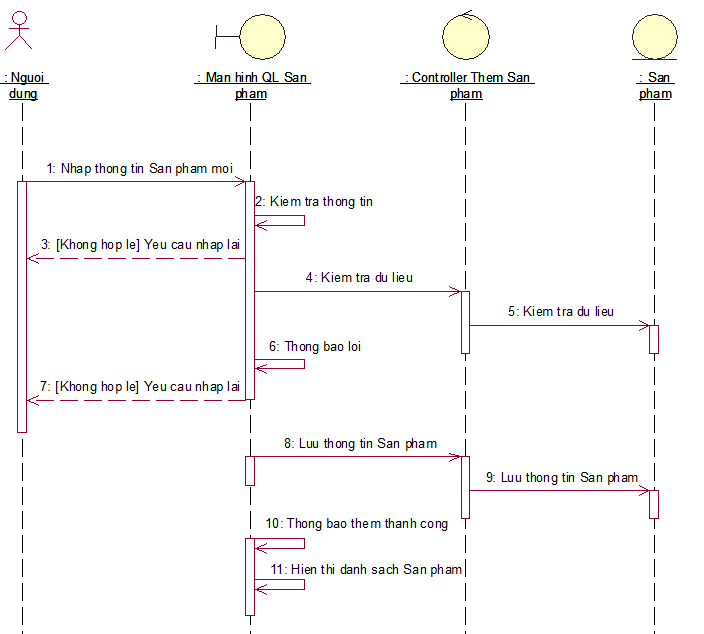 : Nguoi
dung
: Man hinh QL San
pham
: Controller Them San
pham
: San
pham
1: Nhap thong tin San pham moi
2: Kiem tra thong tin
3: [Khong hop le] Yeu cau nhap lai
4: Kiem tra du lieu
5: Kiem tra du lieu
6: Thong bao loi
7: [Khong hop le] Yeu cau nhap lai
8: Luu thong tin San pham
9: Luu thong tin San pham
10: Thong bao them thanh cong
11: Hien thi danh sach San pham